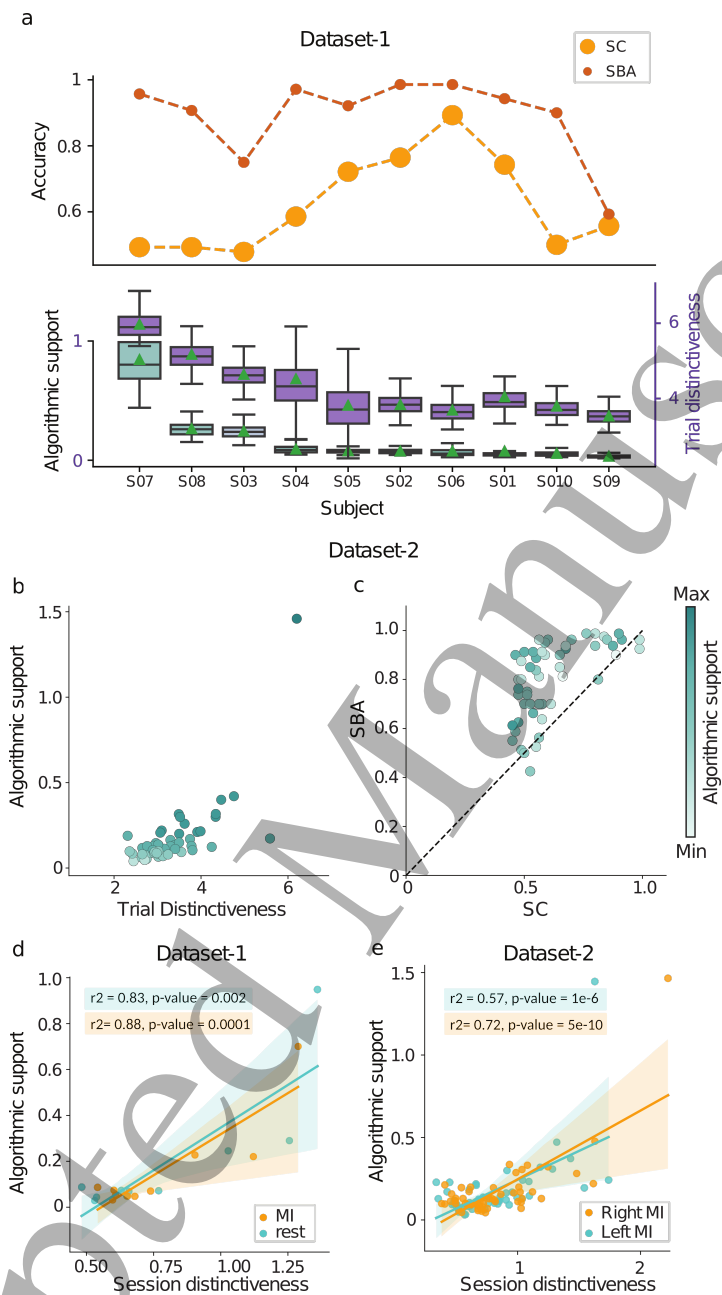 a
Dataset-1
SC
SBA
1
0.8
0.6
Accuracy
1
0
Algorithmic support
6
4
Trial distinctiveness
S07 S08 S03 S04 S05 S02 S06 S01 S010 S09
Subject
Dataset-2
b
1.5
1.0
0.5
0
Algorithmic support
2 4 6
Trial Distinctiveness
c
1.0
0.8
0.6
0.4
0.2
0
SBA
0 0.5 1.0
SC
Max
Algorithmic support
Min
d
Dataset-1
1.0
0.8
0.6
0.4
0.2
0
Algorithmic support
r2 = 0.83, p-value = 0.002
r2= 0.88, p-value = 0.0001
MI
rest
0.50 0.75 1.00 1.25
Session distinctiveness
e
Dataset-2
1.5
1.0
0.5
0.0
Algorithmic support
r2 = 0.57, p-value = 1e-6
r2= 0.72, p-value = 5e-10
Right MI
Left MI
1 2
Session distinctiveness
pted Manusc